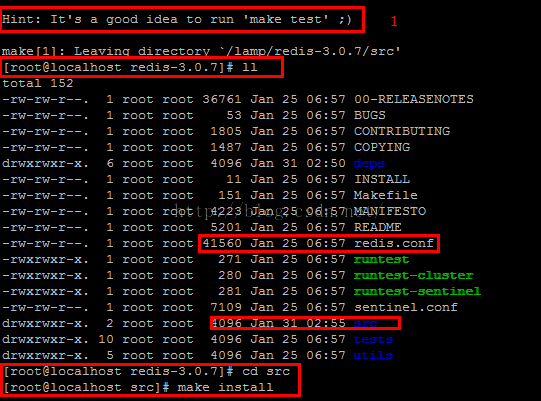 Hint: It's a good idea to run 'make test' ;)
1
make[1]: Leaving directory `/lamp/redis-3.0.7/src'
[root@localhost redis-3.0.7]# ll
total 152
-rw-rw-r--. 1 root root 36761 Jan 25 06:57 00-RELEASENOTES
-rw-rw-r--. 1 root root 53 Jan 25 06:57 BUGS
-rw-rw-r--. 1 root root 1805 Jan 25 06:57 CONTRIBUTING
-rw-rw-r--. 1 root root 1487 Jan 25 06:57 COPYING
drwxrwxr-x. 6 root root 4096 Jan 31 02:50 deps
-rw-rw-r--. 1 root root 11 Jan 25 06:57 INSTALL
-rw-rw-r--. 1 root root 151 Jan 25 06:57 Makefile
-rw-rw-r--. 1 root root 4223 Jan 25 06:57 MANIFESTO
-rw-rw-r--. 1 root root 5201 Jan 25 06:57 README
-rw-rw-r--. 1 root root 41560 Jan 25 06:57 redis.conf
-rwxrwxr-x. 1 root root 271 Jan 25 06:57 runtest
-rwxrwxr-x. 1 root root 280 Jan 25 06:57 runtest-cluster
-rwxrwxr-x. 1 root root 281 Jan 25 06:57 runtest-sentinel
-rw-rw-r--. 1 root root 7109 Jan 25 06:57 sentinel.conf
drwxrwxr-x. 2 root root 4096 Jan 31 02:55 src
drwxrwxr-x. 10 root root 4096 Jan 25 06:57 tests
drwxrwxr-x. 5 root root 4096 Jan 25 06:57 utils
[root@localhost redis-3.0.7]# cd src
[root@localhost src]# make install